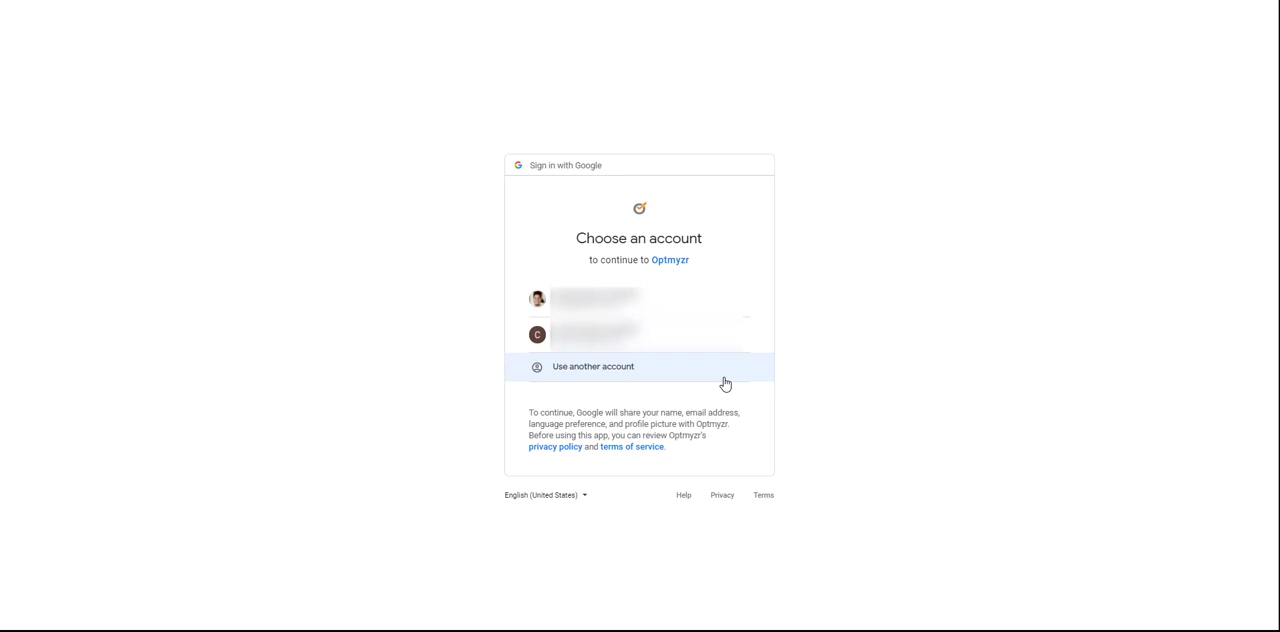 Sign in with Google
Choose an account
to continue to Optmyzr
C
Use another account
To continue, Google will share your name, email address,
language preference, and profile picture with Optmyzr.
Before using this app, you can review Optmyzr's
privacy policy and terms of service.
English (United States) Help Privacy Terms